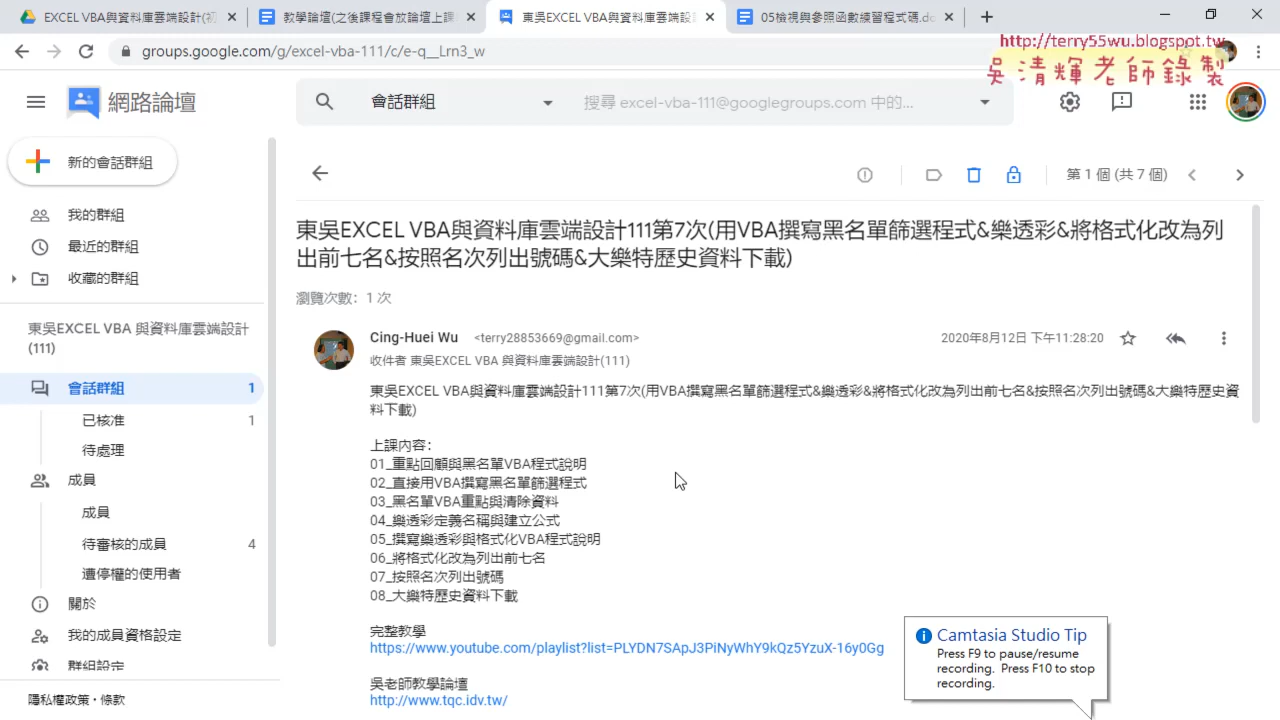 EXCEL VBA與資料庫雲端設計(初
教學論壇(之後課程會放論壇上課
東吳EXCEL VBA與資料庫雲端設計
05檢視與參照函數練習程式碼.do
groups.google.com/g/excel-vba-111/c/e-q__Lrn3_w
http://terry55wu.blogspot.tw
吳清輝老師錄製
網路論壇
會話群組
搜尋 excel-vba-111@googlegroups.com 中的...
新的會話群組
第 1 個 (共 7 個)
我的群組
最近的群組
收藏的群組
東吳EXCEL VBA 與資料庫雲端設計
(111)
會話群組 1
已核准 1
待處理
成員
成員
待審核的成員 4
遭停權的使用者
關於
我的成員資格設定
群組設定
隱私權政策・條款
東吳EXCEL VBA與資料庫雲端設計111第7次(用VBA撰寫黑名單篩選程式&樂透彩&將格式化改為列
出前七名&按照名次列出號碼&大樂特歷史資料下載)
瀏覽次數: 1 次
Cing-Huei Wu <terry28853669@gmail.com>
2020年8月12日 下午11:28:20
收件者 東吳EXCEL VBA 與資料庫雲端設計(111)
東吳EXCEL VBA與資料庫雲端設計111第7次(用VBA撰寫黑名單篩選程式&樂透彩&將格式化改為列出前七名&按照名次列出號碼&大樂特歷史資
料下載)
上課內容:
01_重點回顧與黑名單VBA程式說明
02_直接用VBA撰寫黑名單篩選程式
03_黑名單VBA重點與清除資料
04_樂透彩定義名稱與建立公式
05_撰寫樂透彩與格式化VBA程式說明
06_將格式化改為列出前七名
07_按照名次列出號碼
08_大樂特歷史資料下載
完整教學
https://www.youtube.com/playlist?list=PLYDN7SApJ3PiNyWhY9kQz5YzuX-16y0Gg
吳老師教學論壇
http://www.tqc.idv.tw/
Camtasia Studio Tip
Press F9 to pause/resume
recording. Press F10 to stop
recording.